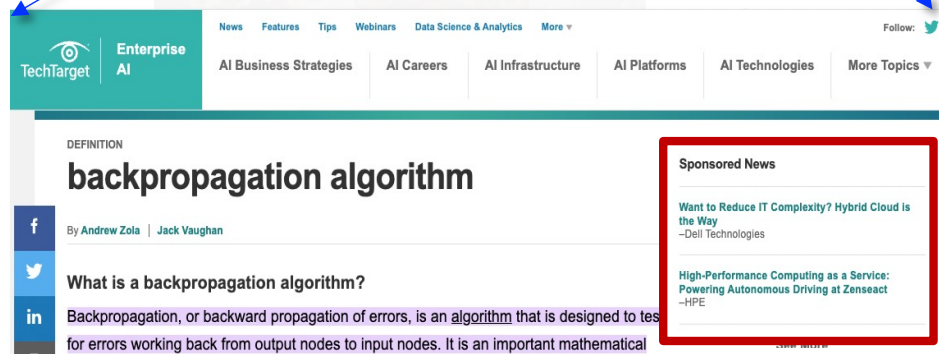 News Features Tips Webinars Data Science & Analytics More
Follow:
TechTarget
Enterprise
AI
AI Business Strategies AI Careers AI Infrastructure AI Platforms AI Technologies More Topics
DEFINITION
backpropagation algorithm
By Andrew Zola | Jack Vaughan
What is a backpropagation algorithm?
Backpropagation, or backward propagation of errors, is an algorithm that is designed to tes
for errors working back from output nodes to input nodes. It is an important mathematical
Sponsored News
Want to Reduce IT Complexity? Hybrid Cloud is
the Way
–Dell Technologies
High-Performance Computing as a Service:
Powering Autonomous Driving at Zenseact
–HPE
See More
f
in